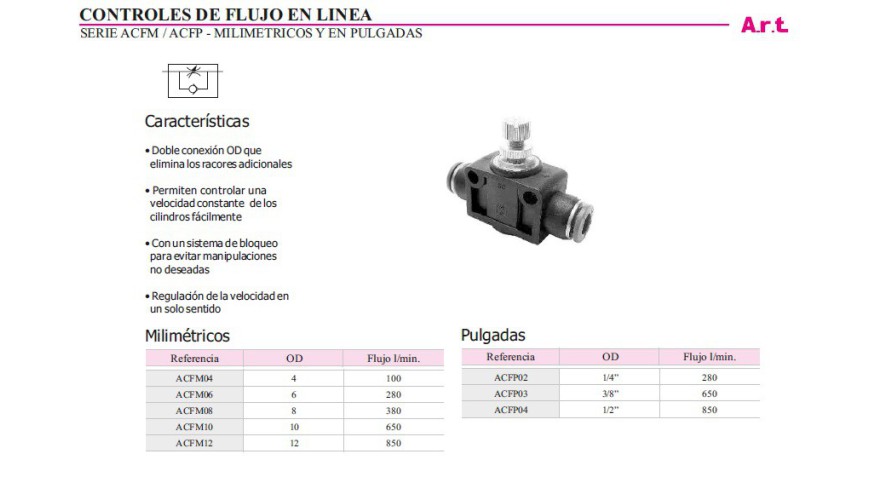 CONTROLES DE FLUJO EN LINEA
SERIE ACFM / ACFP - MILIMETRICOS Y EN PULGADAS
A.r.t.
Características
• Doble conexión OD que
elimina los racores adicionales
• Permiten controlar una
velocidad constante de los
cilindros fácilmente
• Con un sistema de bloqueo
para evitar manipulaciones
no deseadas
• Regulación de la velocidad en
un solo sentido
Milimétricos
Referencia OD Flujo l/min.
ACFM04 4 100
ACFM06 6 280
ACFM08 8 380
ACFM10 10 650
ACFM12 12 850
Pulgadas
Referencia OD Flujo l/min.
ACFP02 1/4” 280
ACFP03 3/8” 650
ACFP04 1/2” 850